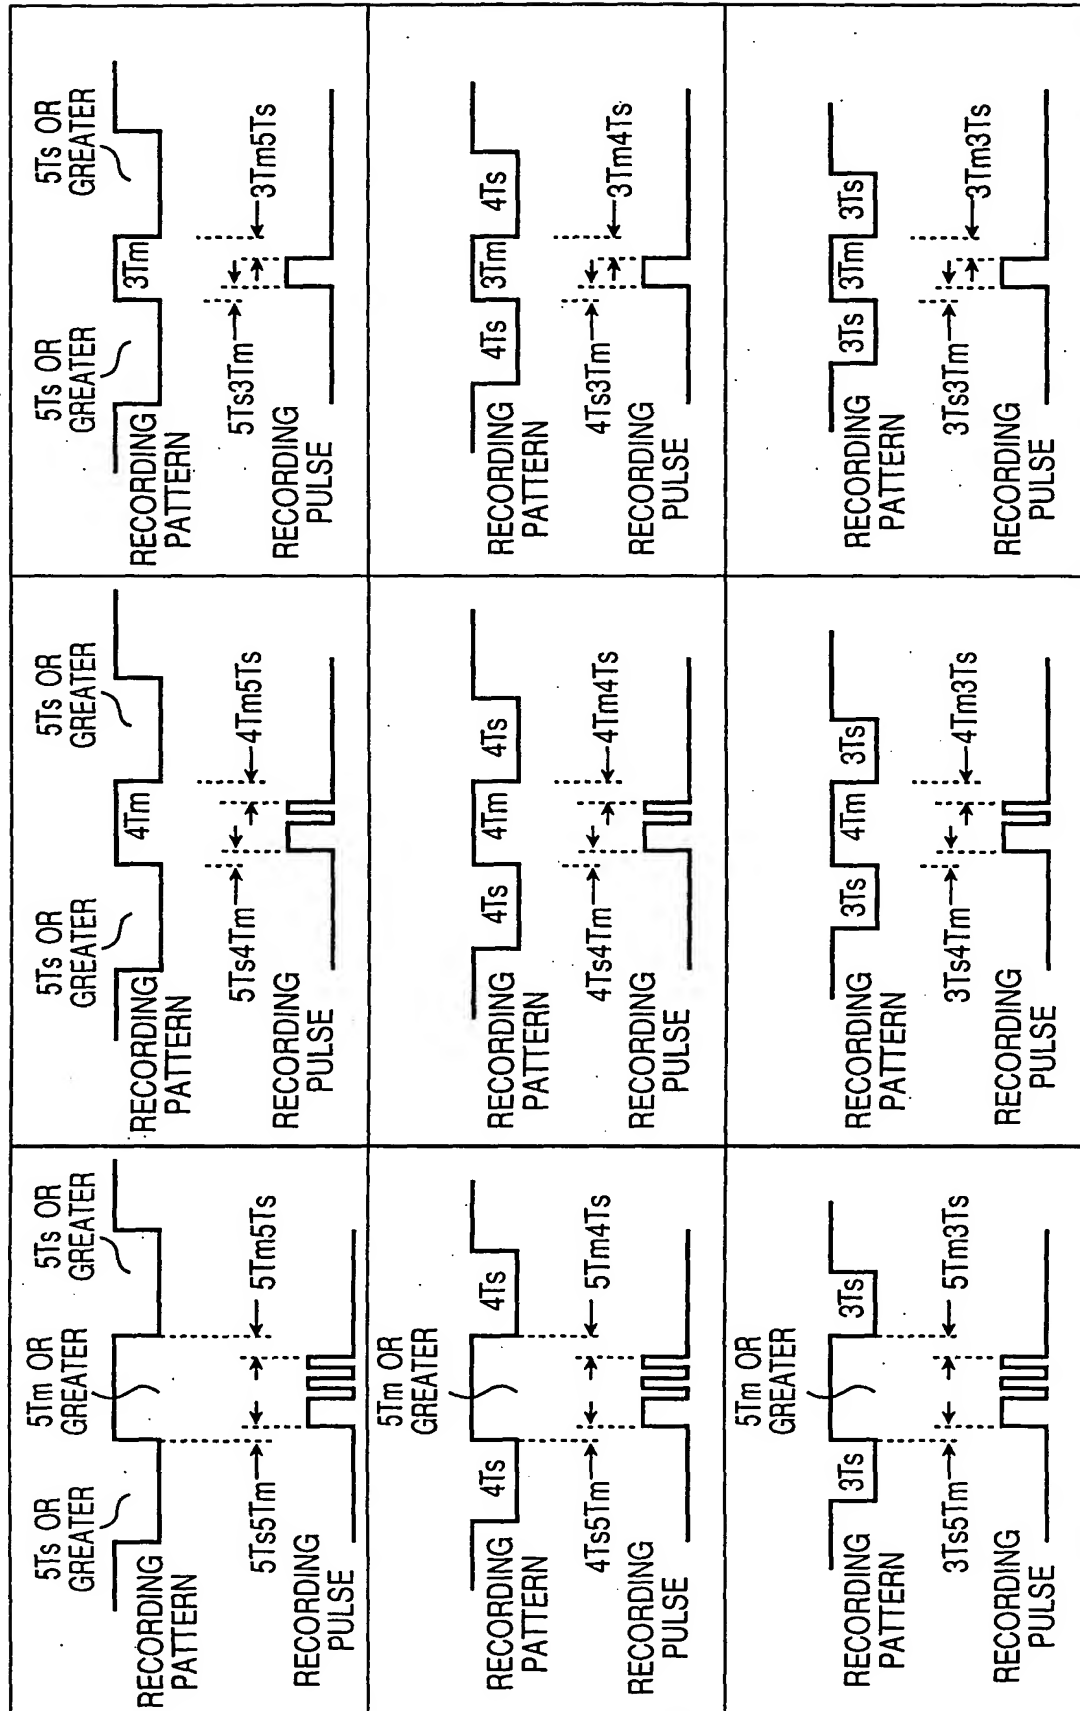 5Ts OR
GREATER
5Tm OR
GREATER
5Ts OR
GREATER
RECORDING
PATTERN
5Ts5Tm
5Tm5Ts
RECORDING
PULSE
5Ts OR
GREATER
5Ts OR
GREATER
4Tm
RECORDING
PATTERN
5Ts4Tm
4Tm5Ts
RECORDING
PULSE
5Ts OR
GREATER
5Ts OR
GREATER
3Tm
RECORDING
PATTERN
5Ts3Tm
3Tm5Ts
RECORDING
PULSE
5Tm OR
GREATER
4Ts
4Ts
RECORDING
PATTERN
4Ts5Tm
5Tm4Ts
RECORDING
PULSE
4Ts
4Tm
4Ts
RECORDING
PATTERN
4Ts4Tm
4Tm4Ts
RECORDING
PULSE
4Ts
3Tm
4Ts
RECORDING
PATTERN
4Ts3Tm
3Tm4Ts
RECORDING
PULSE
5Tm OR
GREATER
3Ts
3Ts
RECORDING
PATTERN
3Ts5Tm
5Tm3Ts
RECORDING
PULSE
3Ts
4Tm
3Ts
RECORDING
PATTERN
3Ts4Tm
4Tm3Ts
RECORDING
PULSE
3Ts
3Tm
3Ts
RECORDING
PATTERN
3Ts3Tm
3Tm3Ts
RECORDING
PULSE